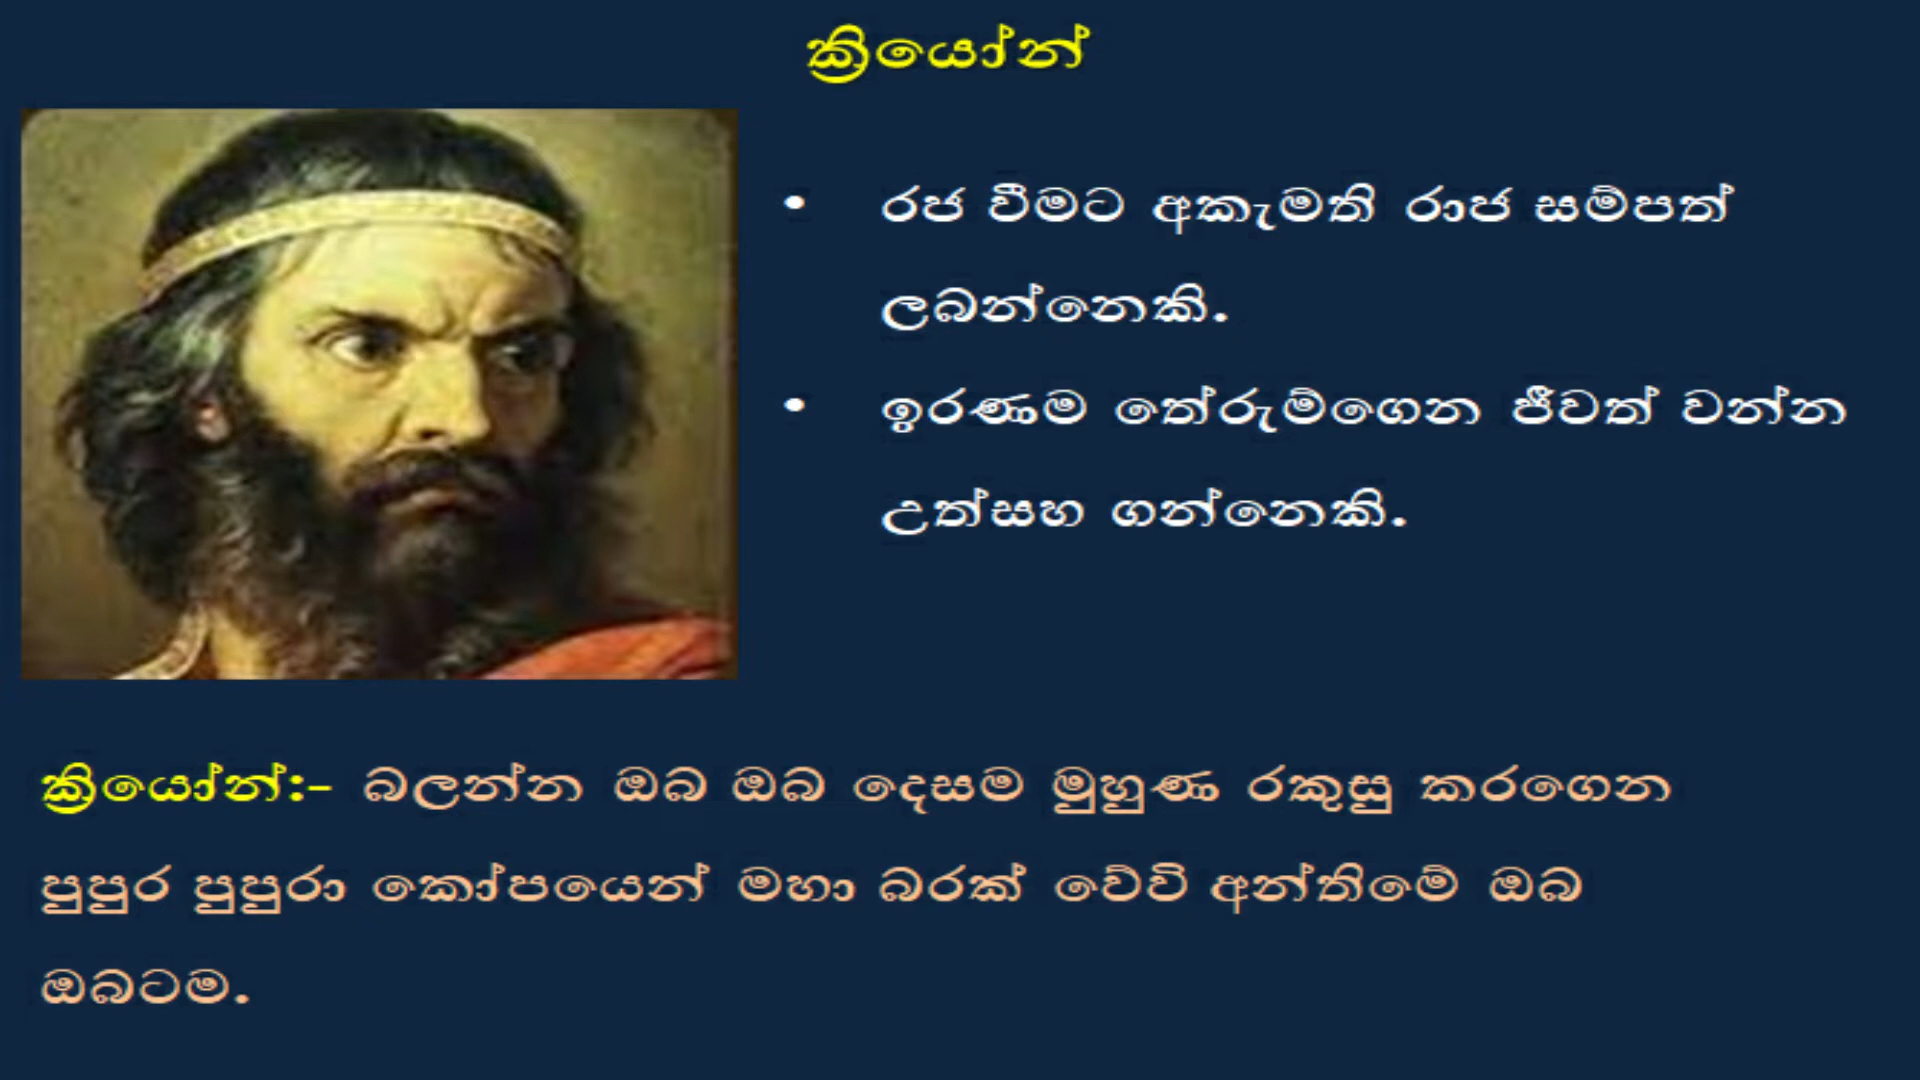 ක්‍රියෝන්
• රජ වීමට අකැමති රාජ සම්පත්
ලබන්නෙකි.
• ඉරණම තේරුම්ගෙන ජීවත් වන්න
උත්සහ ගන්නෙකි.
ක්‍රියෝන්:- බලන්න ඔබ ඔබ දෙසම මුහුණ රකුසු කරගෙන
පුපුර පුපුරා කෝපයෙන් මහා බරක් වේවි අන්තිමේ ඔබ
ඔබටම.